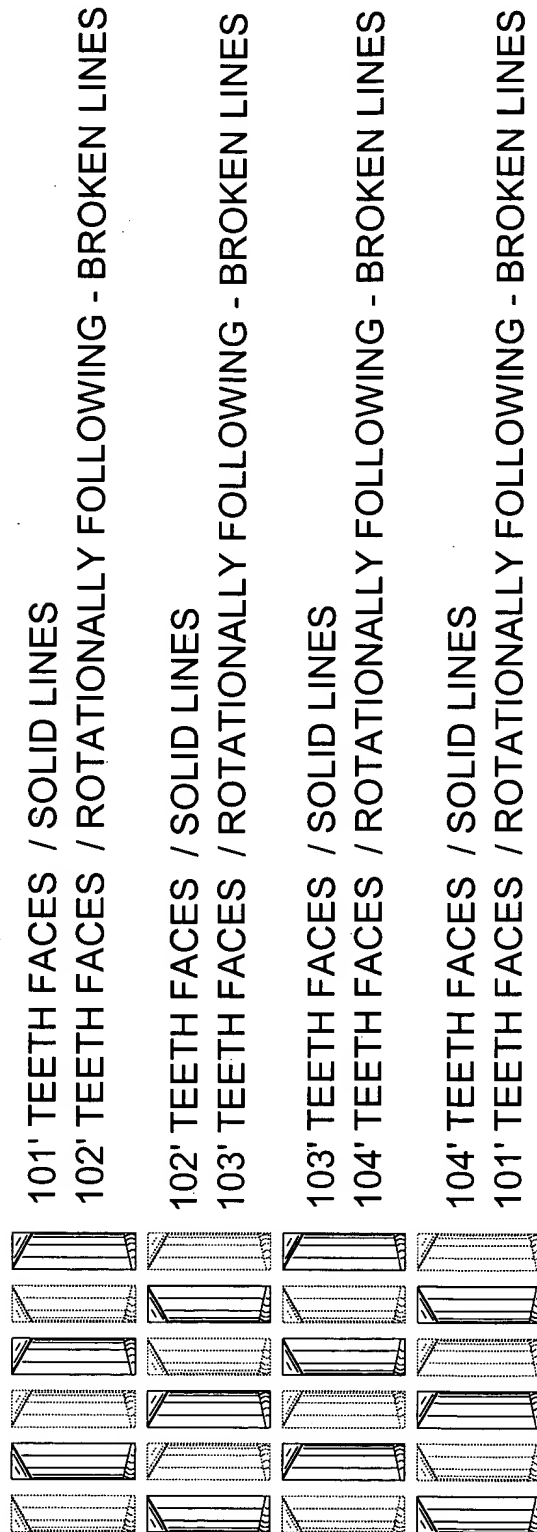 101' TEETH FACES / SOLID LINES
102' TEETH FACES / ROTATIONALLY FOLLOWING - BROKEN LINES
102' TEETH FACES / SOLID LINES
103' TEETH FACES / ROTATIONALLY FOLLOWING - BROKEN LINES
103' TEETH FACES / SOLID LINES
104' TEETH FACES / ROTATIONALLY FOLLOWING - BROKEN LINES
104' TEETH FACES / SOLID LINES
101' TEETH FACES / ROTATIONALLY FOLLOWING - BROKEN LINES